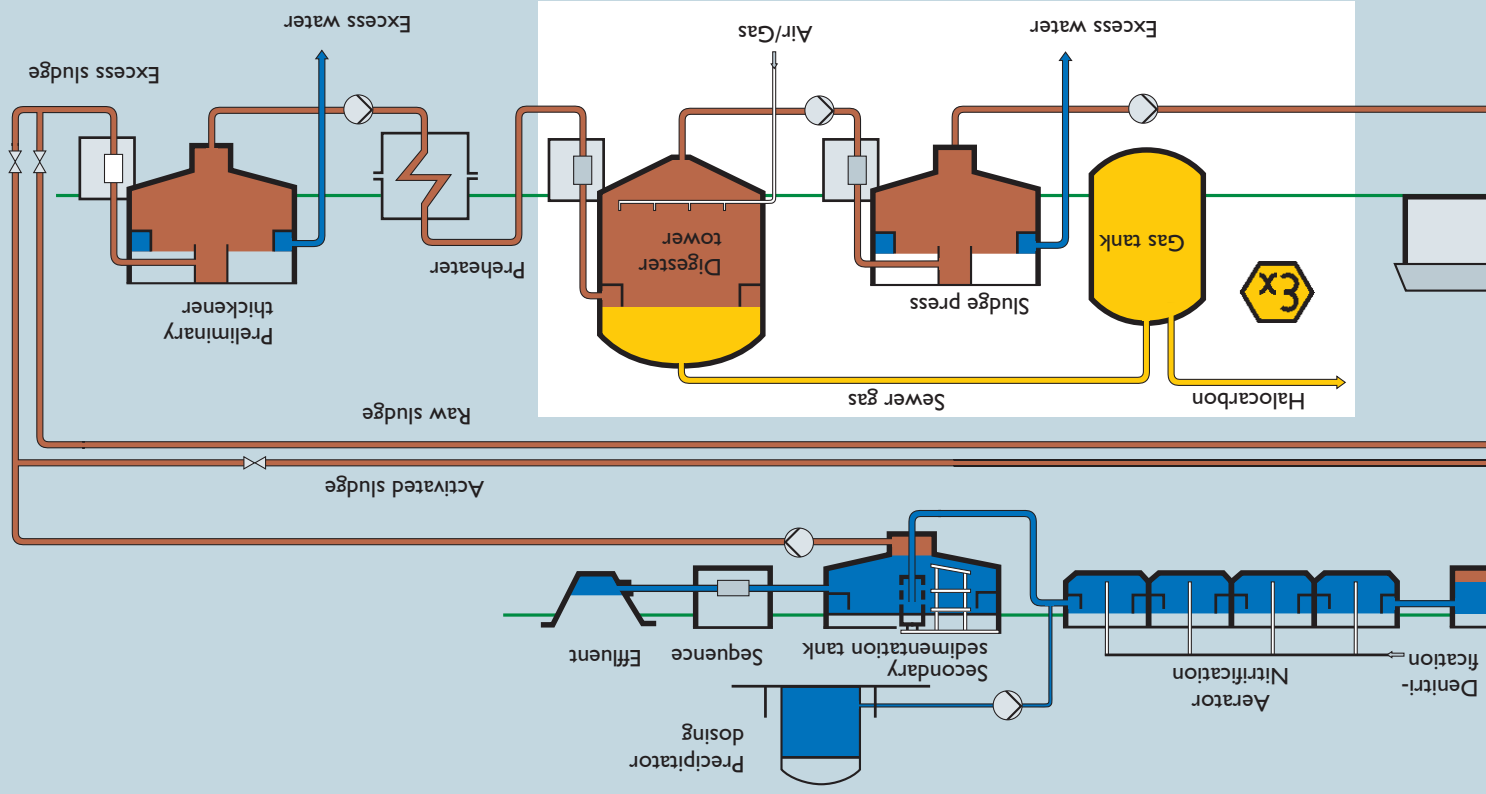 Precipitator
dosing
Denitri-
fication
Aerator
Nitrification
Secondary
sedimentation tank
Sequence
Effluent
Activated sludge
Raw sludge
Halocarbon
Sewer gas
Preliminary
thickener
Ex
Sludge press
Gas tank
Digester
tower
Preheater
Excess sludge
Excess water
Air/Gas
Excess water